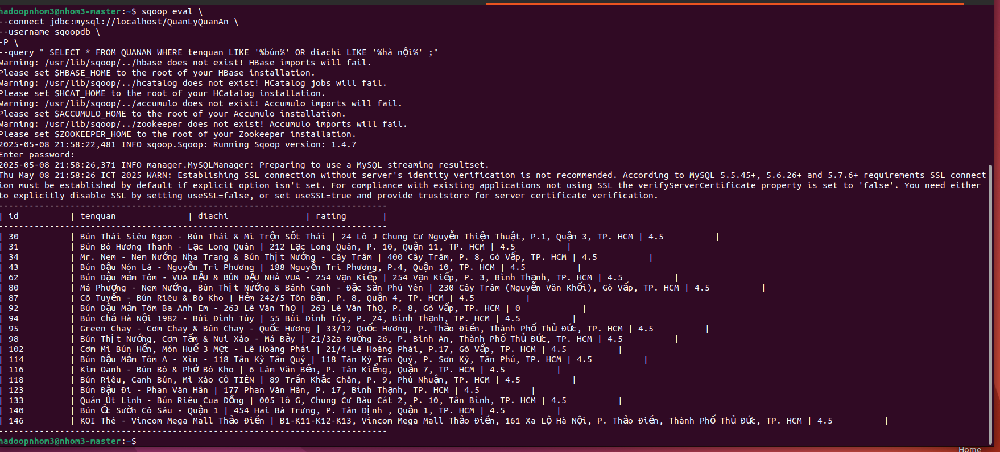 hadoopnhom3@nhom3-master:~$ sqoop eval \
--connect jdbc:mysql://localhost/QuanLyQuanAn \
--username sqoopdb \
-P \
--query " SELECT * FROM QUANAN WHERE tenquan LIKE '%bún%' OR diachi LIKE '%hà nội%' ;"
Warning: /usr/lib/sqoop/../hbase does not exist! HBase imports will fail.
Please set $HBASE_HOME to the root of your HBase installation.
Warning: /usr/lib/sqoop/../hcatalog does not exist! HCatalog jobs will fail.
Please set $HCAT_HOME to the root of your HCatalog installation.
Warning: /usr/lib/sqoop/../accumulo does not exist! Accumulo imports will fail.
Please set $ACCUMULO_HOME to the root of your Accumulo installation.
Warning: /usr/lib/sqoop/../zookeeper does not exist! Accumulo imports will fail.
Please set $ZOOKEEPER_HOME to the root of your Zookeeper installation.
2025-05-08 21:58:22,481 INFO sqoop.Sqoop: Running Sqoop version: 1.4.7
Enter password:
2025-05-08 21:58:26,371 INFO manager.MySQLManager: Preparing to use a MySQL streaming resultset.
Thu May 08 21:58:26 ICT 2025 WARN: Establishing SSL connection without server's identity verification is not recommended. According to MySQL 5.5.45+, 5.6.26+ and 5.7.6+ requirements SSL connect
ion must be established by default if explicit option isn't set. For compliance with existing applications not using SSL the verifyServerCertificate property is set to 'false'. You need either
to explicitly disable SSL by setting useSSL=false, or set useSSL=true and provide truststore for server certificate verification.
----------------------------------------------------------------------------
| id | tenquan | diachi | rating |
----------------------------------------------------------------------------
| 30 | Bún Thái Siêu Ngon - Bún Thái & Mì Trộn Sốt Thái | 24 Lô J Chung Cư Nguyễn Thiện Thuật, P.1, Quận 3, TP. HCM | 4.5 |
| 31 | Bún Bò Hương Thanh - Lạc Long Quân | 212 Lạc Long Quân, P. 10, Quận 11, TP. HCM | 4.5 |
| 34 | Mr. Nem - Nem Nướng Nha Trang & Bún Thịt Nướng - Cây Trâm | 400 Cây Trâm, P. 8, Gò Vấp, TP. HCM | 4.5 |
| 43 | Bún Đậu Nón Lá - Nguyễn Tri Phương | 188 Nguyễn Tri Phương, P.4, Quận 10, TP. HCM | 4.5 |
| 62 | Bún Đậu Mắm Tôm - VUA ĐẬU & BÚN ĐẬU NHÀ VUA - 254 Vạn Kiếp | 254 Vạn Kiếp, P. 3, Bình Thạnh, TP. HCM | 4.5 |
| 80 | Má Phượng - Nem Nướng, Bún Thịt Nướng & Bánh Canh - Đặc Sản Phú Yên | 230 Cây Trâm (Nguyễn Văn Khối), Gò Vấp, TP. HCM | 4.5 |
| 87 | Cô Tuyến - Bún Riêu & Bò Kho | Hẻm 242/5 Tôn Đản, P. 8, Quận 4, TP. HCM | 4.5 |
| 92 | Bún Đậu Mắm Tôm Ba Anh Em - 263 Lê Văn Thọ | 263 Lê Văn Thọ, P. 8, Gò Vấp, TP. HCM | 0 |
| 94 | Bún Chả Hà Nội 1982 - Bùi Đình Túy | 55 Bùi Đình Túy, P. 24, Bình Thạnh, TP. HCM | 4.5 |
| 95 | Green Chay - Cơm Chay & Bún Chay - Quốc Hương | 33/12 Quốc Hương, P. Thảo Điền, Thành Phố Thủ Đức, TP. HCM | 4.5 |
| 98 | Bún Thịt Nướng, Cơm Tấm & Nui Xào - Má Bảy | 21/32a Đường 26, P. Bình An, Thành Phố Thủ Đức, TP. HCM | 4.5 |
| 102 | Cơm Mì Bún Hến, Món Huế 3 Mẹt - Lê Hoàng Phái | 21/4 Lê Hoàng Phái, P.17, Gò Vấp, TP. HCM | 4.5 |
| 114 | Bún Đậu Mắm Tôm A - Xìn - 118 Tân Kỳ Tân Quý | 118 Tân Kỳ Tân Quý, P. Sơn Kỳ, Tân Phú, TP. HCM | 4.5 |
| 116 | Kim Oanh - Bún Bò & Phở Bò Kho | 6 Lâm Văn Bền, P. Tân Kiểng, Quận 7, TP. HCM | 4.5 |
| 118 | Bún Riêu, Canh Bún, Mì Xào CÔ TIÊN | 89 Trần Khắc Chân, P. 9, Phú Nhuận, TP. HCM | 4.5 |
| 123 | Bún Đậu Đi - Phan Văn Hân | 177 Phan Văn Hân, P. 17, Bình Thạnh, TP. HCM | 4.5 |
| 133 | Quán Út Linh - Bún Riêu Cua Đồng | 005 lô G, Chung Cư Bàu Cát 2, P. 10, Tân Bình, TP. HCM | 4.5 |
| 140 | Bún Ốc Sườn Cô Sáu - Quận 1 | 454 Hai Bà Trưng, P. Tân Định , Quận 1, TP. HCM | 4.5 |
| 146 | KOI Thé - Vincom Mega Mall Thảo Điền | B1-K11-K12-K13, Vincom Mega Mall Thảo Điền, 161 Xa Lộ Hà Nội, P. Thảo Điền, Thành Phố Thủ Đức, TP. HCM | 4.5 |
----------------------------------------------------------------------------
hadoopnhom3@nhom3-master:~$
Home